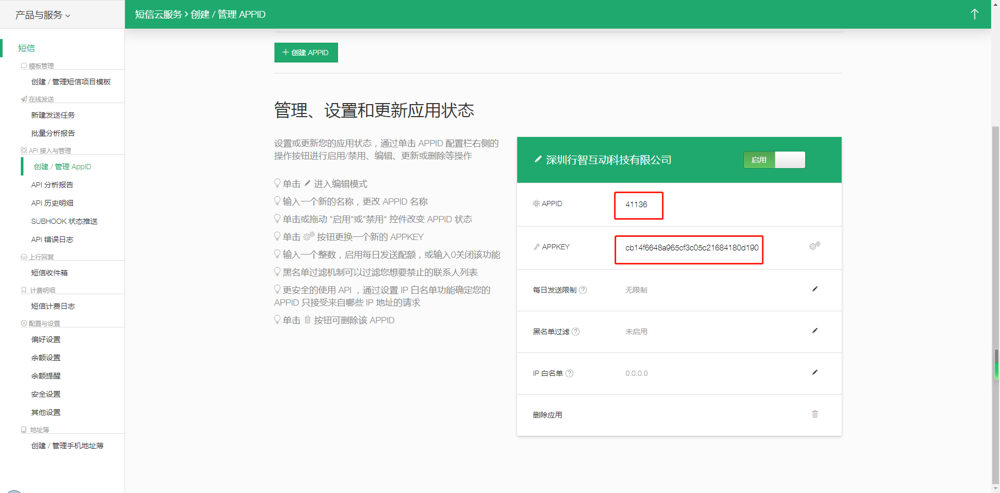 产品与服务
短信云服务 > 创建 / 管理 APPID
短信
模板管理
创建 / 管理短信项目模板
在线发送
新建发送任务
批量分析报告
API 接入与管理
创建 / 管理 AppID
API 分析报告
API 历史明细
SUBHOOK 状态推送
API 错误日志
上行回复
短信收件箱
计费明细
短信计费日志
配置与设置
偏好设置
余额设置
余额提醒
安全设置
其他设置
地址薄
创建 / 管理手机地址薄
创建 APPID
管理、设置和更新应用状态
设置或更新您的应用状态，通过单击 APPID 配置栏右侧的
操作按钮进行启用/禁用、编辑、更新或删除等操作
单击 进入编辑模式
输入一个新的名称，更改 APPID 名称
单击或拖动 "启用"或"禁用" 控件改变 APPID 状态
单击 按钮更换一个新的 APPKEY
输入一个整数，启用每日发送配额，或输入0关闭该功能
黑名单过滤机制可以过滤您想要禁止的联系人列表
更安全的使用 API ，通过设置 IP 白名单功能确定您的
APPID 只接受来自哪些 IP 地址的请求
单击 按钮可删除该 APPID
深圳行智互动科技有限公司
启用
APPID
41136
APPKEY
cb14f6648a965cf3c05c21684180d190
每日发送限制
无限制
黑名单过滤
未启用
IP 白名单
0.0.0.0
删除应用